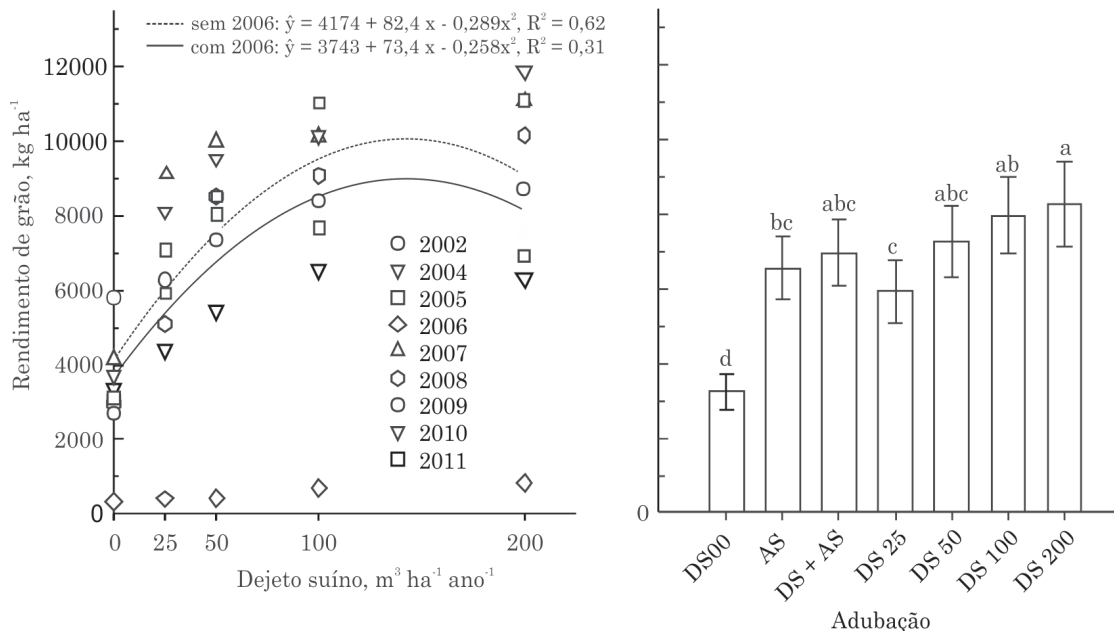 sem 2006: ŷ = 4174 + 82,4 x - 0,289x², R² = 0,62
com 2006: ŷ = 3743 + 73,4 x - 0,258x², R² = 0,31
Rendimento de grão, kg ha⁻¹
12000
10000
8000
6000
4000
2000
0
2002
2004
2005
2006
2007
2008
2009
2010
2011
0 25 50 100 200
Dejeto suíno, m³ ha⁻¹ ano⁻¹
d bc abc c abc ab a
0
DS00 AS DS + AS DS 25 DS 50 DS 100 DS 200
Adubação